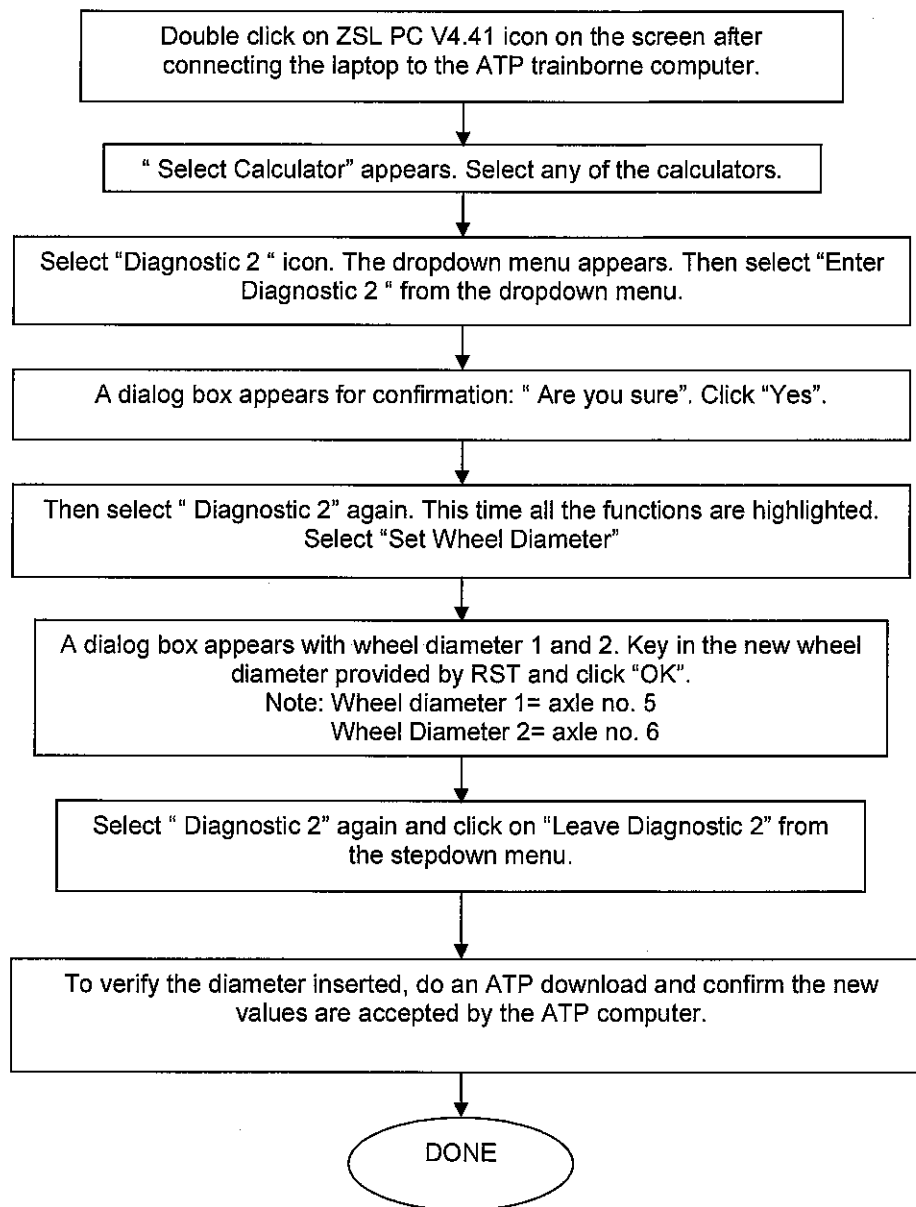 Double click on ZSL PC V4.41 icon on the screen after
connecting the laptop to the ATP trainborne computer.
“ Select Calculator” appears. Select any of the calculators.
Select “Diagnostic 2 “ icon. The dropdown menu appears. Then select “Enter
Diagnostic 2 “ from the dropdown menu.
A dialog box appears for confirmation: “ Are you sure”. Click “Yes”.
Then select “ Diagnostic 2” again. This time all the functions are highlighted.
Select “Set Wheel Diameter”
A dialog box appears with wheel diameter 1 and 2. Key in the new wheel
diameter provided by RST and click “OK”.
Note: Wheel diameter 1= axle no. 5
Wheel Diameter 2= axle no. 6
Select “ Diagnostic 2” again and click on “Leave Diagnostic 2” from
the stepdown menu.
To verify the diameter inserted, do an ATP download and confirm the new
values are accepted by the ATP computer.
DONE